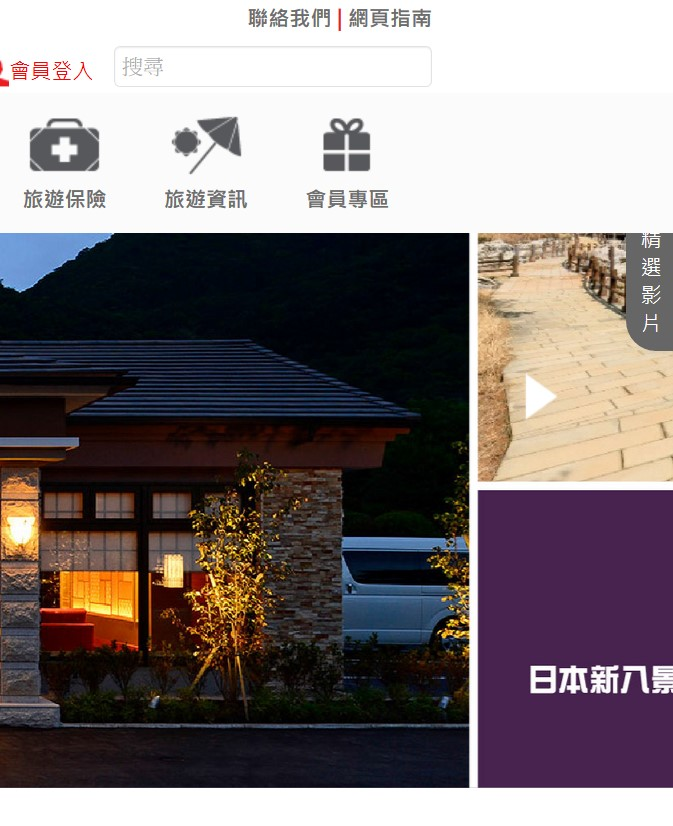 聯絡我們 | 網頁指南
會員登入
搜尋
旅遊保險
旅遊資訊
會員專區
精選影片
日本新八景